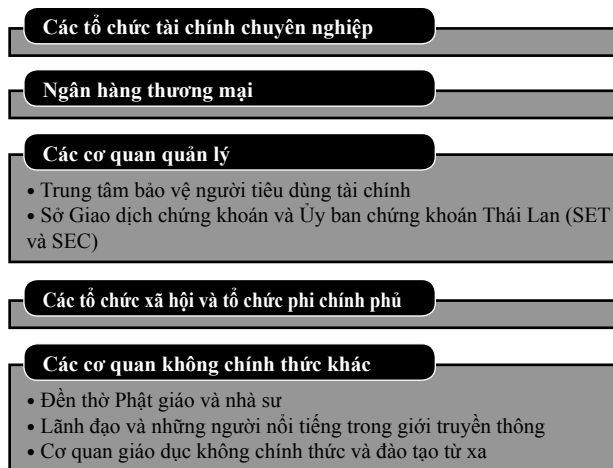 Các tổ chức tài chính chuyên nghiệp
Ngân hàng thương mại
Các cơ quan quản lý
• Trung tâm bảo vệ người tiêu dùng tài chính
• Sở Giao dịch chứng khoán và Ủy ban chứng khoán Thái Lan (SET
và SEC)
Các tổ chức xã hội và tổ chức phi chính phủ
Các cơ quan không chính thức khác
• Đền thờ Phật giáo và nhà sư
• Lãnh đạo và những người nổi tiếng trong giới truyền thông
• Cơ quan giáo dục không chính thức và đào tạo từ xa